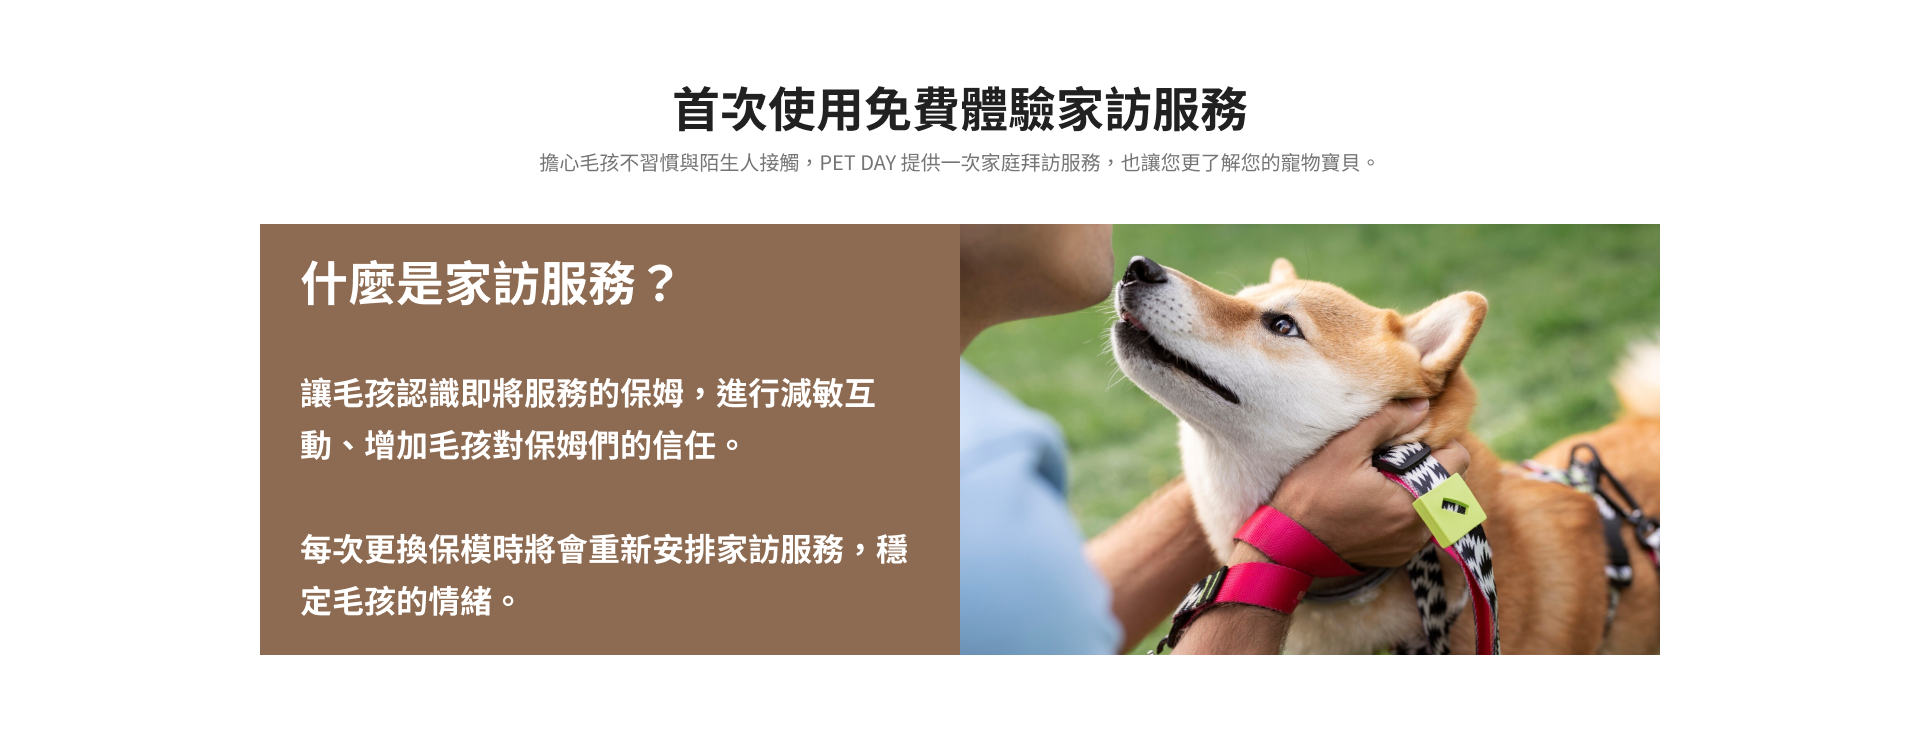 首次使用免費體驗家訪服務
擔心毛孩不習慣與陌生人接觸，PET DAY 提供一次家庭拜訪服務，也讓您更了解您的寵物寶貝。
什麼是家訪服務？
讓毛孩認識即將服務的保姆，進行減敏互
動、增加毛孩對保姆們的信任。
每次更換保模時將會重新安排家訪服務，穩
定毛孩的情緒。